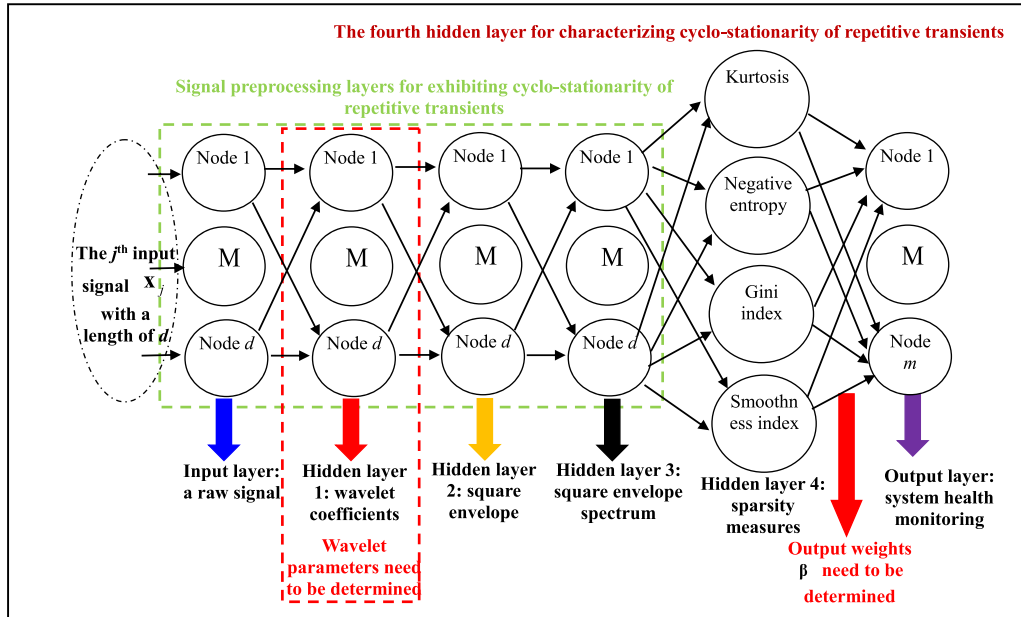 The fourth hidden layer for characterizing cyclo-stationarity of repetitive transients
Signal preprocessing layers for exhibiting cyclo-stationarity of
repetitive transients
The jth input
signal x j
with a
length of d
Node 1
M
Node d
Node 1
M
Node d
Node 1
M
Node d
Node 1
M
Node d
Kurtosis
Negative
entropy
Gini
index
Smoothn
ess index
Node 1
M
Node
m
Input layer:
a raw signal
Hidden layer
1: wavelet
coefficients
Wavelet
parameters need
to be determined
Hidden layer
2: square
envelope
Hidden layer 3:
square envelope
spectrum
Hidden layer 4:
sparsity
measures
Output layer:
system health
monitoring
Output weights
β need to be
determined